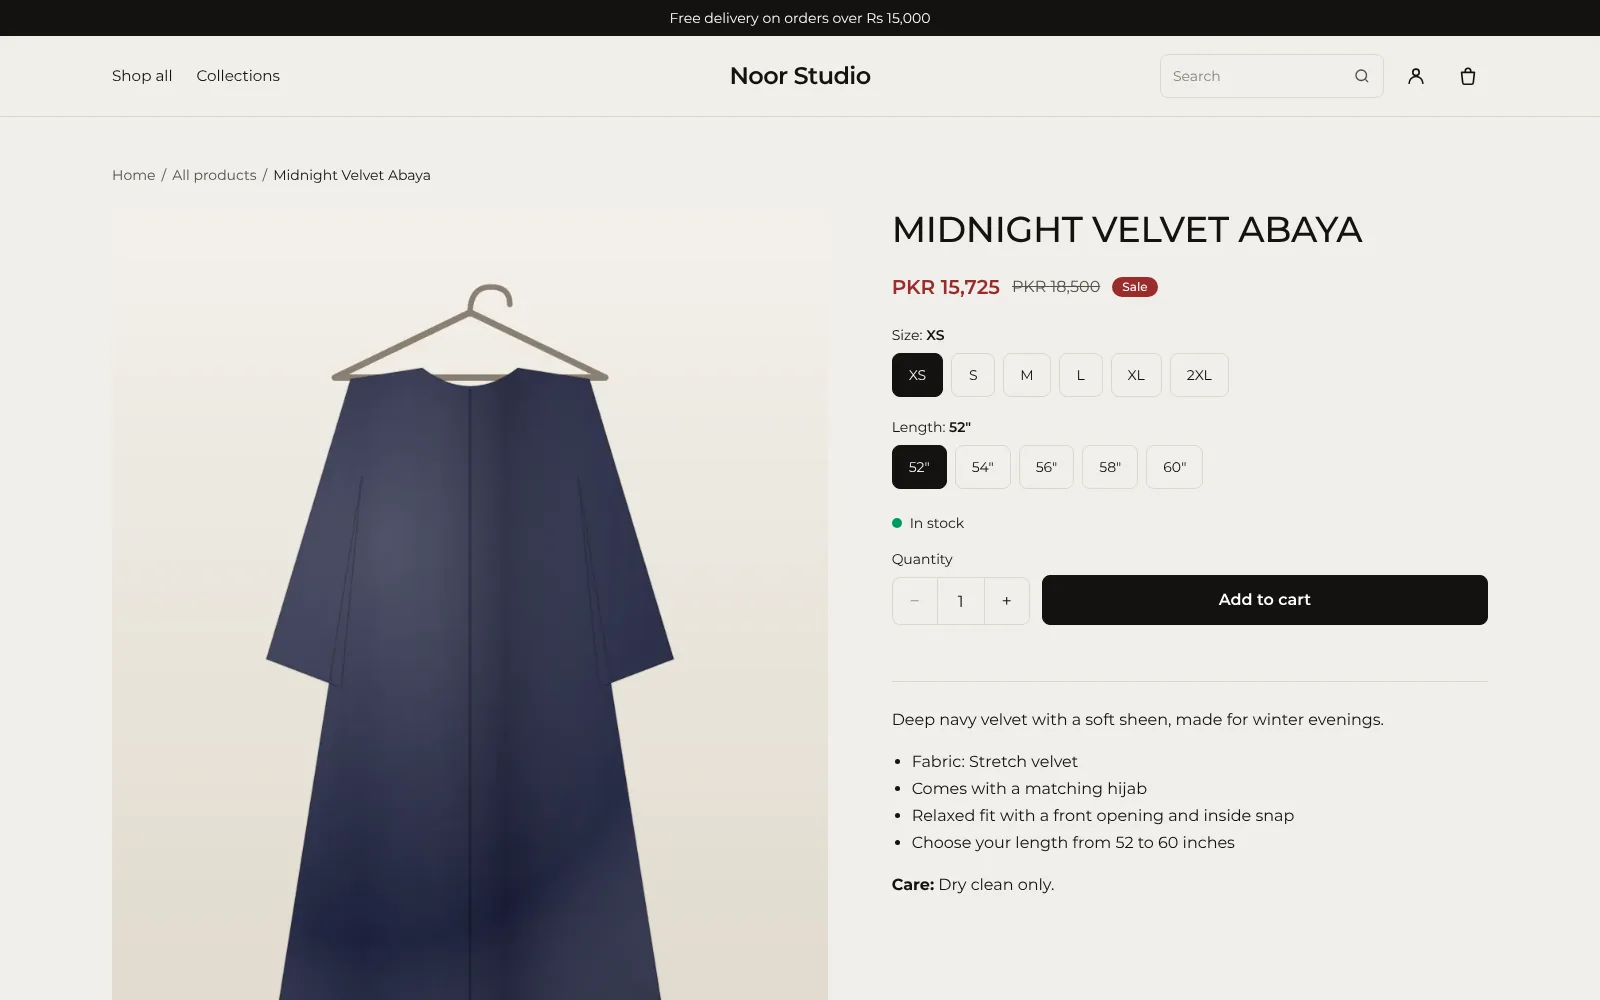 Free delivery on orders over Rs 15,000
Shop all Collections Noor Studio Search
Home / All products / Midnight Velvet Abaya
MIDNIGHT VELVET ABAYA
PKR 15,725 PKR 18,500 Sale
Size: XS
XS S M L XL 2XL
Length: 52"
52" 54" 56" 58" 60"
In stock
Quantity
− 1 + Add to cart
Deep navy velvet with a soft sheen, made for winter evenings.
• Fabric: Stretch velvet
• Comes with a matching hijab
• Relaxed fit with a front opening and inside snap
• Choose your length from 52 to 60 inches
Care: Dry clean only.